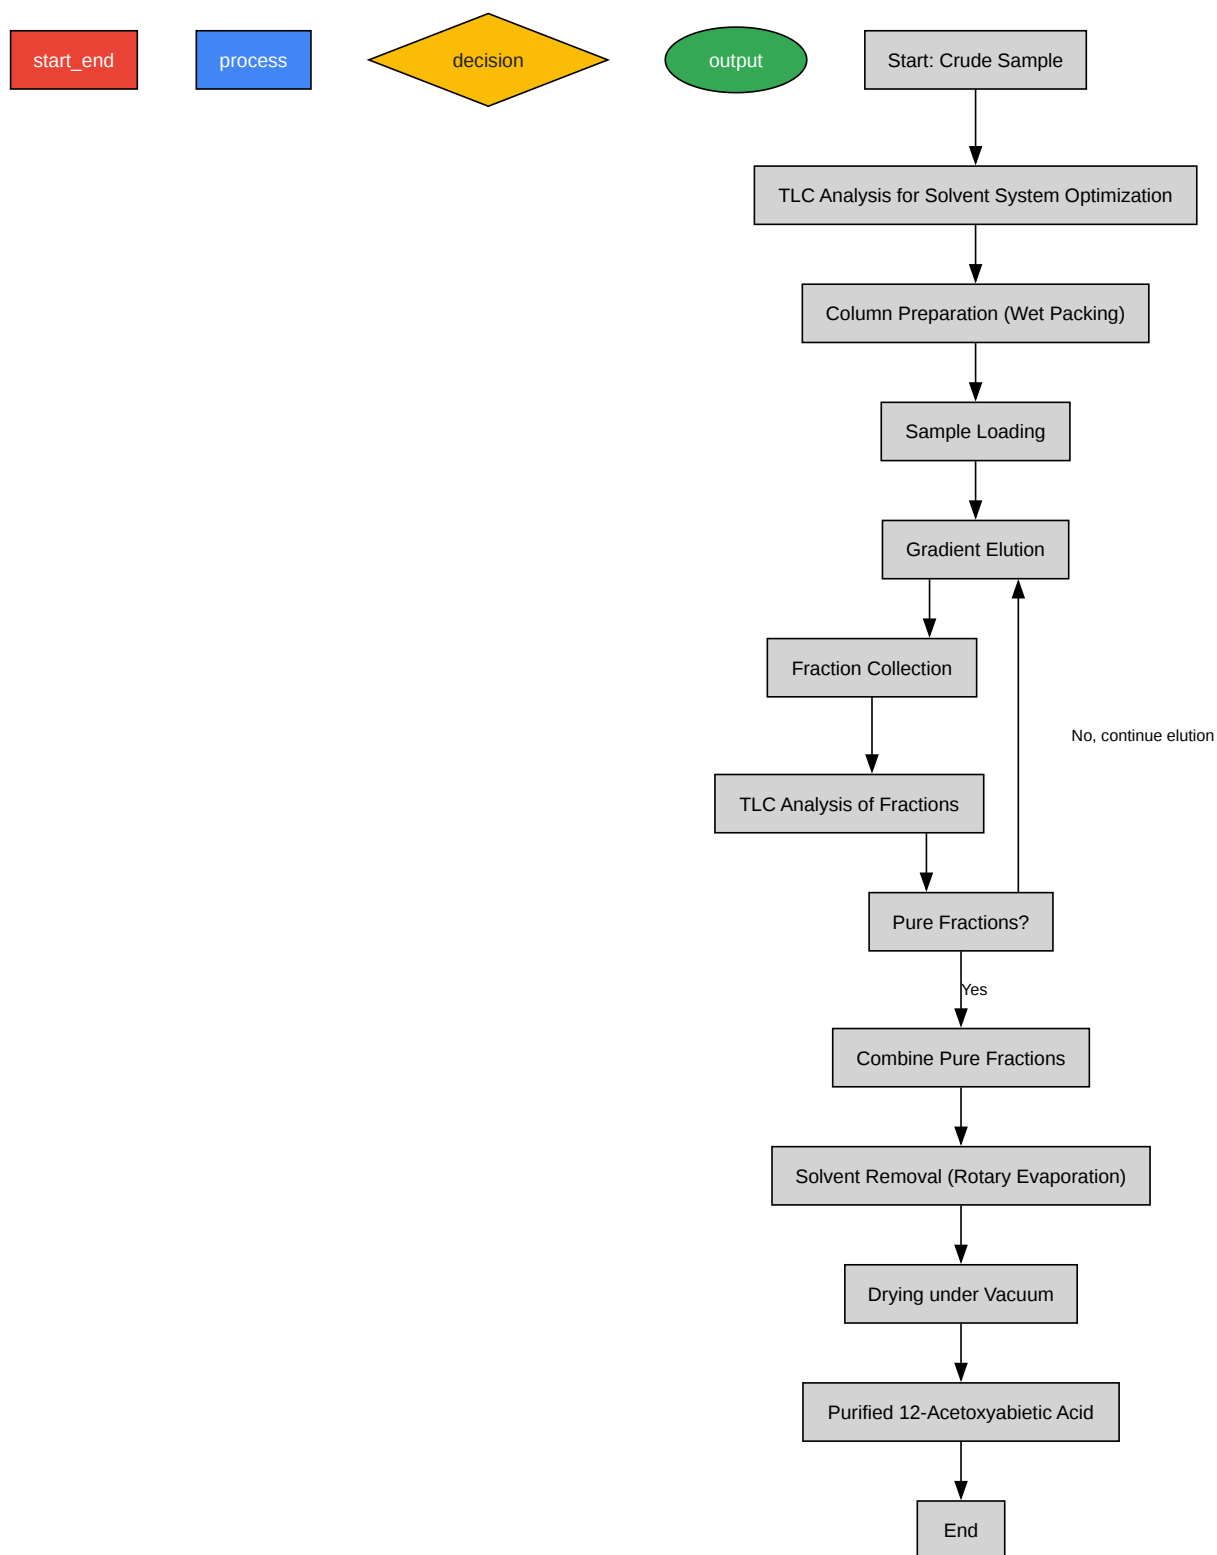 start_end
process
decision
output
Start: Crude Sample
TLC Analysis for Solvent System Optimization
Column Preparation (Wet Packing)
Sample Loading
Gradient Elution
Fraction Collection
No, continue elution
TLC Analysis of Fractions
Pure Fractions?
Yes
Combine Pure Fractions
Solvent Removal (Rotary Evaporation)
Drying under Vacuum
Purified 12-Acetoxyabietic Acid
End